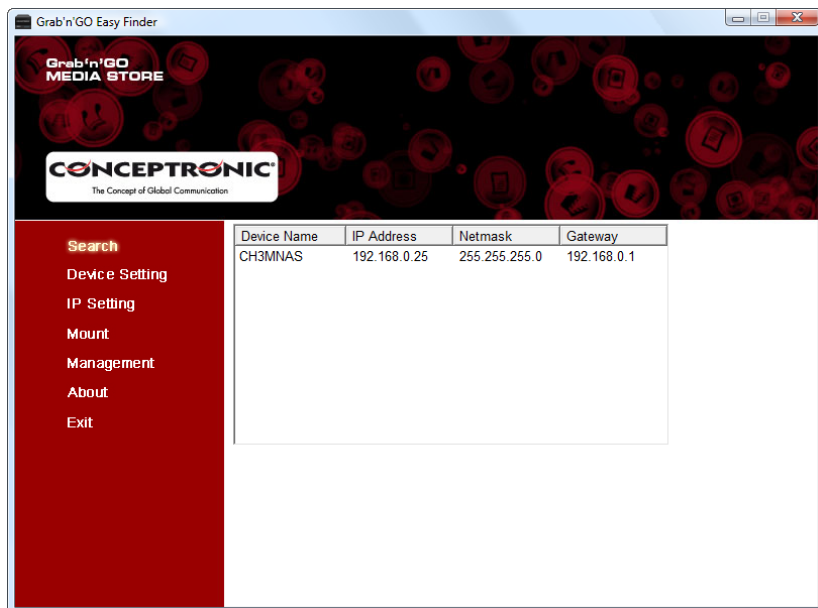 Grab'n'GO Easy Finder
Grab'n'GO
MEDIA STORE
CONCEPTRONIC
The Concept of Global Communication
Search
Device Setting
IP Setting
Mount
Management
About
Exit
Device Name IP Address Netmask Gateway
CH3MNAS 192.168.0.25 255.255.255.0 192.168.0.1